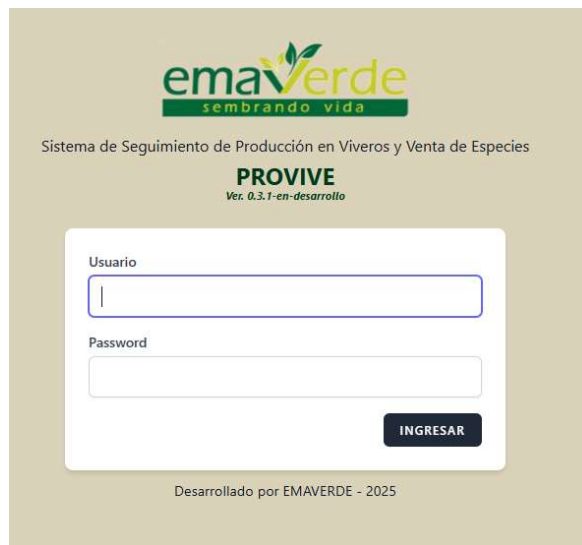 emaverde
sembrando vida
Sistema de Seguimiento de Producción en Viveros y Venta de Especies
PROVIVE
Ver. 0.3.1-en-desarrollo
Usuario
Password
INGRESAR
Desarrollado por EMAVERDE - 2025